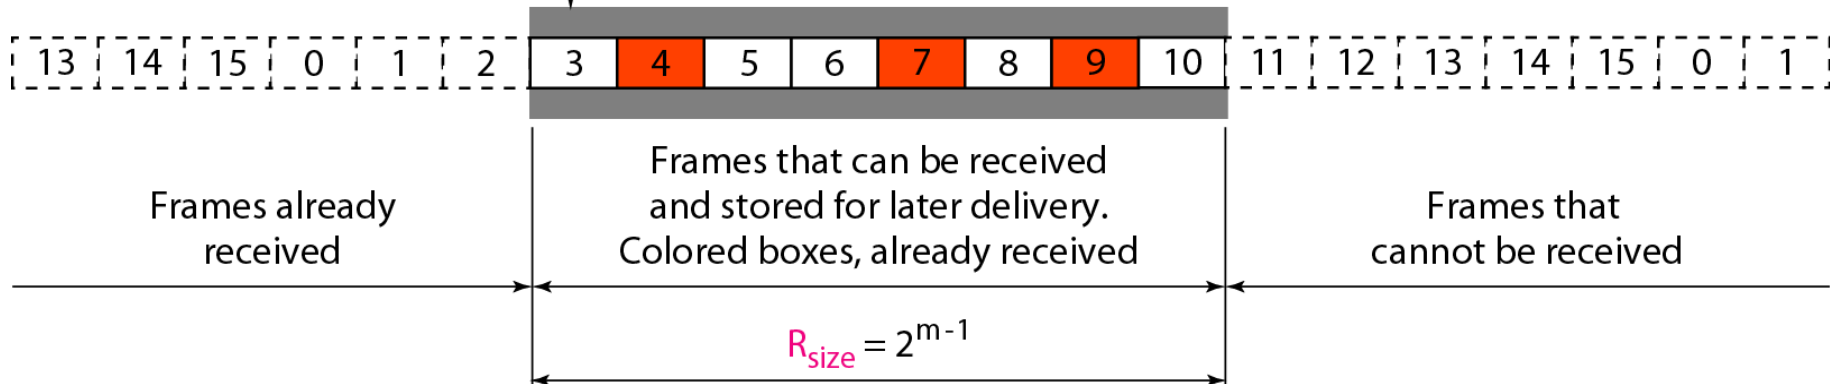 13 14 15 0 1 2 3 4 5 6 7 8 9 10 11 12 13 14 15 0 1
Frames already
received
Frames that can be received
and stored for later delivery.
Colored boxes, already received
Frames that
cannot be received
R_size = 2^{m-1}